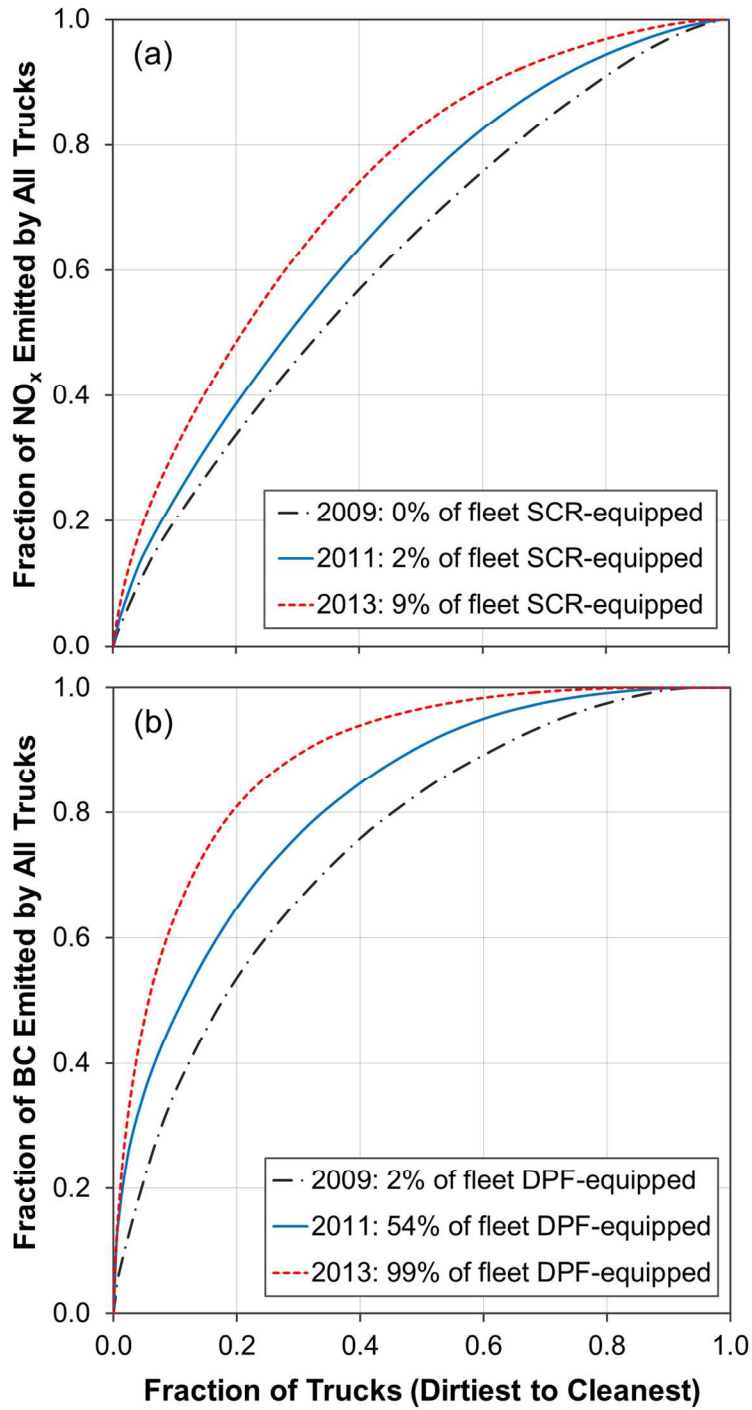 (a)
Fraction of NOx Emitted by All Trucks
1.0
0.8
0.6
0.4
0.2
0.0
2009: 0% of fleet SCR-equipped
2011: 2% of fleet SCR-equipped
2013: 9% of fleet SCR-equipped
(b)
Fraction of BC Emitted by All Trucks
1.0
0.8
0.6
0.4
0.2
0.0
2009: 2% of fleet DPF-equipped
2011: 54% of fleet DPF-equipped
2013: 99% of fleet DPF-equipped
0.0 0.2 0.4 0.6 0.8 1.0
Fraction of Trucks (Dirtiest to Cleanest)